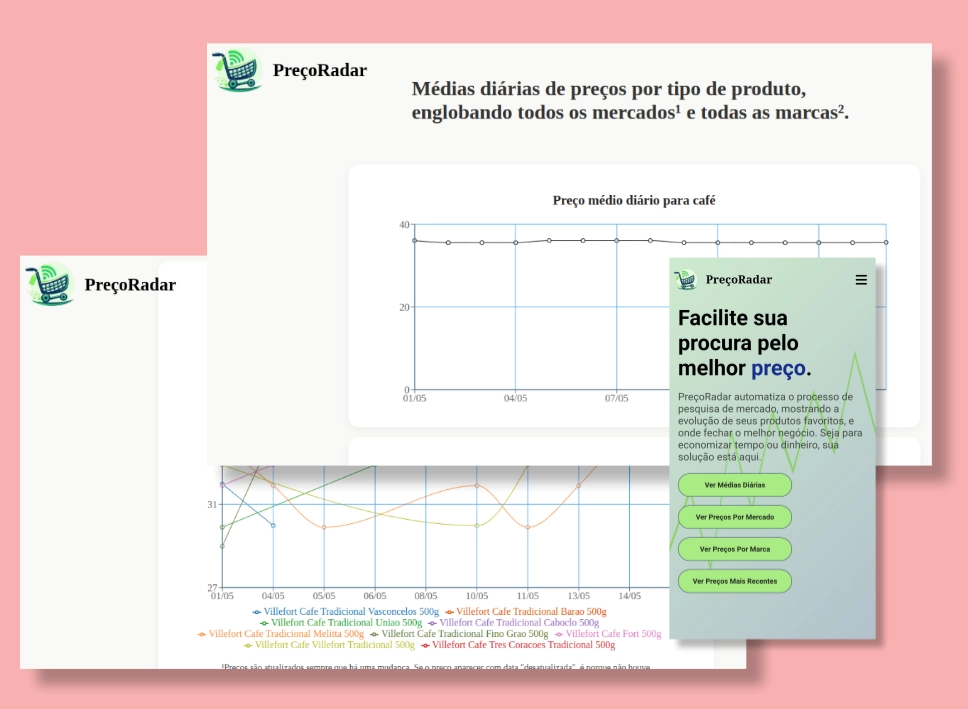 PreçoRadar
Médias diárias de preços por tipo de produto,
englobando todos os mercados¹ e todas as marcas².
Preço médio diário para café
40
20
0
01/05 04/05 07/05
PreçoRadar
31
27
01/05 04/05 05/05 06/05 08/05 10/05 11/05 13/05 14/05
Villefort Cafe Tradicional Vasconcelos 500g Villefort Cafe Tradicional Barao 500g
Villefort Cafe Tradicional Uniao 500g Villefort Cafe Tradicional Caboclo 500g
Villefort Cafe Tradicional Melitta 500g Villefort Cafe Tradicional Fino Grao 500g Villefort Cafe Fort 500g
Villefort Cafe Villefort Tradicional 500g Villefort Cafe Tres Coracoes Tradicional 500g
¹Preços são atualizados sempre que há uma mudança. Se o preço aparecer com data "desatualizada", é porque não houve
PreçoRadar
Facilite sua
procura pelo
melhor preço.
PreçoRadar automatiza o processo de
pesquisa de mercado, mostrando a
evolução de seus produtos favoritos, e
onde fechar o melhor negócio. Seja para
economizar tempo ou dinheiro, sua
solução está aqui.
Ver Médias Diárias
Ver Preços Por Mercado
Ver Preços Por Marca
Ver Preços Mais Recentes